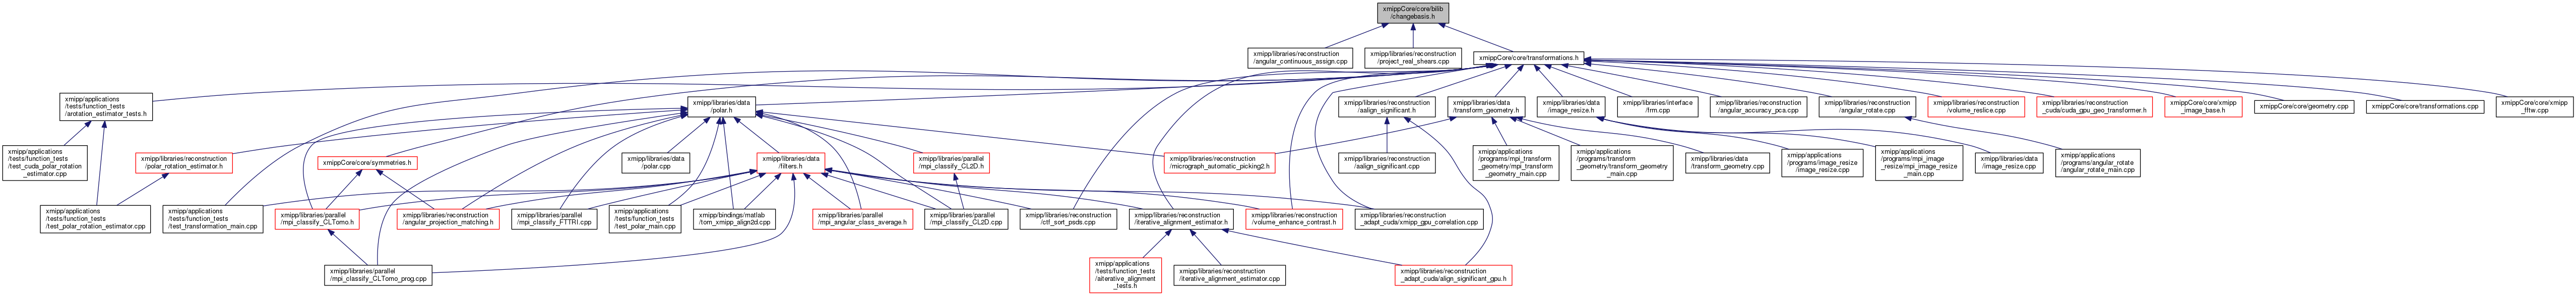 xmippCore/core/bilib
/changebasis.h
xmipp/libraries/reconstruction
/angular_continuous_assign.cpp
xmipp/libraries/reconstruction
/project_real_shears.cpp
xmippCore/core/transformations.h
xmipp/applications
/tests/function_tests
/arotation_estimator_tests.h
xmipp/libraries/data
/polar.h
xmipp/libraries/reconstruction
/aalign_significant.h
xmipp/libraries/data
/transform_geometry.h
xmipp/libraries/data
/image_resize.h
xmipp/libraries/interface
/frm.cpp
xmipp/libraries/reconstruction
/angular_accuracy_pca.cpp
xmipp/libraries/reconstruction
/angular_rotate.cpp
xmipp/libraries/reconstruction
/volume_reslice.cpp
xmipp/libraries/reconstruction
_cuda/cuda_gpu_geo_transformer.h
xmippCore/core/xmipp
_image_base.h
xmippCore/core/geometry.cpp
xmippCore/core/transformations.cpp
xmippCore/core/xmipp
_fftw.cpp
xmipp/applications
/tests/function_tests
/test_cuda_polar_rotation
_estimator.cpp
xmipp/libraries/reconstruction
/polar_rotation_estimator.h
xmippCore/core/symmetries.h
xmipp/libraries/data
/polar.cpp
xmipp/libraries/data
/filters.h
xmipp/libraries/parallel
/mpi_classify_CL2D.h
xmipp/libraries/reconstruction
/micrograph_automatic_picking2.h
xmipp/libraries/reconstruction
/align_significant.cpp
xmipp/applications
/programs/mpi_transform
_geometry/mpi_transform
_geometry_main.cpp
xmipp/applications
/programs/transform
_geometry/transform_geometry
_main.cpp
xmipp/libraries/data
/transform_geometry.cpp
xmipp/applications
/programs/image_resize
/image_resize.cpp
xmipp/applications
/programs/mpi_image
_resize/mpi_image_resize
_main.cpp
xmipp/libraries/data
/image_resize.cpp
xmipp/applications
/programs/angular_rotate
/angular_rotate_main.cpp
xmipp/applications
/tests/function_tests
/test_polar_rotation_estimator.cpp
xmipp/applications
/tests/function_tests
/test_transformation_main.cpp
xmipp/libraries/parallel
/mpi_classify_CLTomo.h
xmipp/libraries/reconstruction
/angular_projection_matching.h
xmipp/libraries/parallel
/mpi_classify_FTTRI.cpp
xmipp/applications
/tests/function_tests
/test_polar_main.cpp
xmipp/bindings/matlab
/tom_xmipp_align2d.cpp
xmipp/libraries/parallel
/mpi_angular_class_average.h
xmipp/libraries/parallel
/mpi_classify_CL2D.cpp
xmipp/libraries/reconstruction
/ctf_sort_psds.cpp
xmipp/libraries/reconstruction
/iterative_alignment_estimator.h
xmipp/libraries/reconstruction
/volume_enhance_contrast.h
xmipp/libraries/reconstruction
_adapt_cuda/xmipp_gpu_correlation.cpp
xmipp/libraries/parallel
/mpi_classify_CLTomo_prog.cpp
xmipp/applications
/tests/function_tests
/aiterative_alignment
_tests.h
xmipp/libraries/reconstruction
/iterative_alignment_estimator.cpp
xmipp/libraries/reconstruction
_adapt_cuda/align_significant_gpu.h